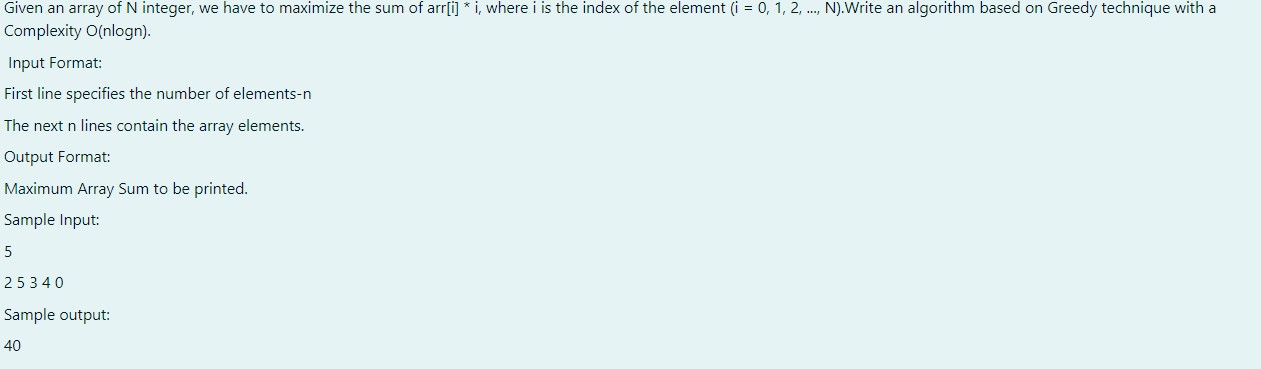 Given an array of N integer, we have to maximize the sum of arr[i] * i, where i is the index of the element (i = 0, 1, 2, ..., N).Write an algorithm based on Greedy technique with a
Complexity O(nlogn).
Input Format:
First line specifies the number of elements-n
The next n lines contain the array elements.
Output Format:
Maximum Array Sum to be printed.
Sample Input:
5
2 5 3 4 0
Sample output:
40